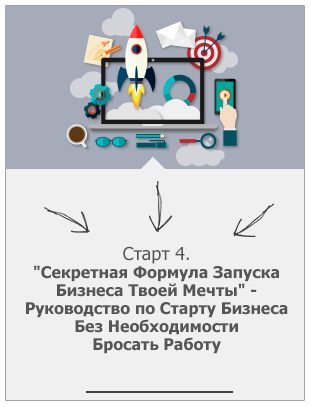 Старт 4.
"Секретная Формула Запуска
Бизнеса Твоей Мечты" -
Руководство по Старту Бизнеса
Без Необходимости
Бросать Работу